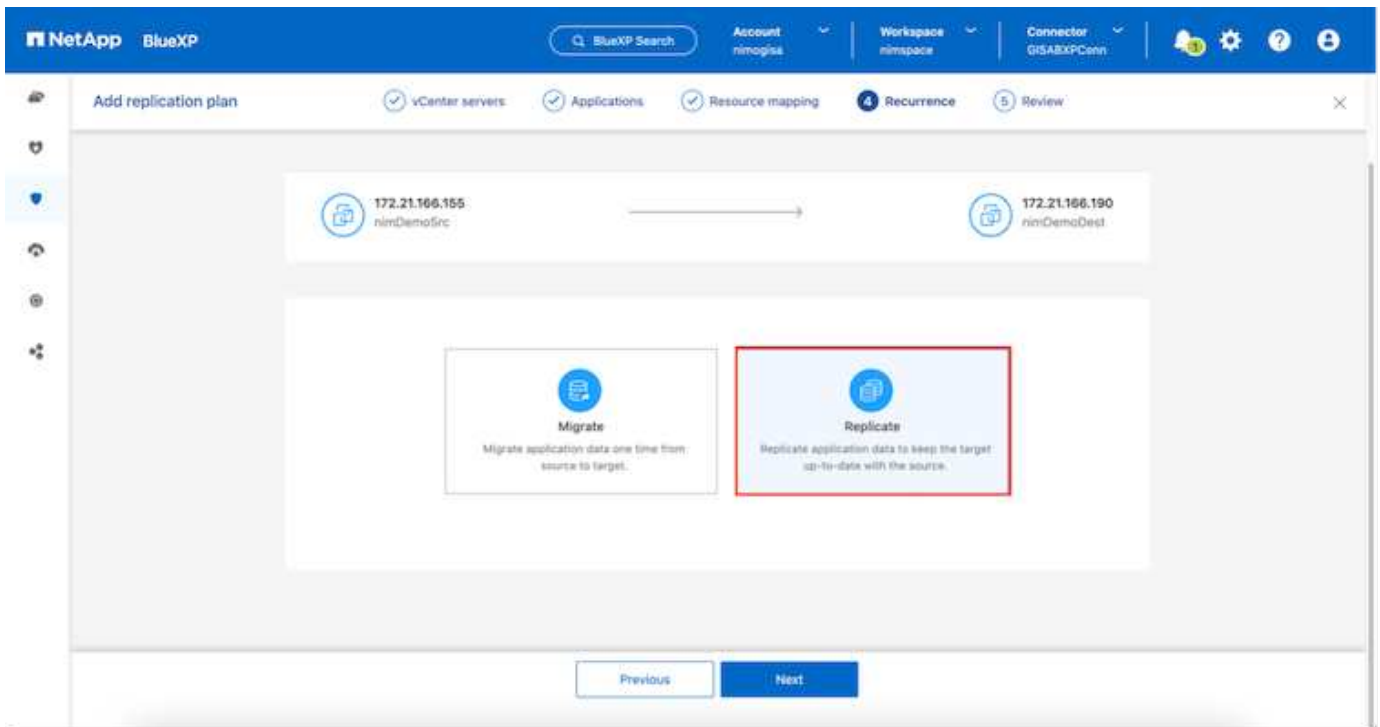 NetApp BlueXP
BlueXP Search
Account
nimogisa
Workspace
nimspace
Connector
GISABXPConn
1
Add replication plan
vCenter servers
Applications
Resource mapping
4 Recurrence
5 Review
172.21.166.155
nimDemoSrc
172.21.166.190
nimDemoDest
Migrate
Migrate application data one time from
source to target.
Replicate
Replicate application data to keep the target
up-to-date with the source.
Previous
Next